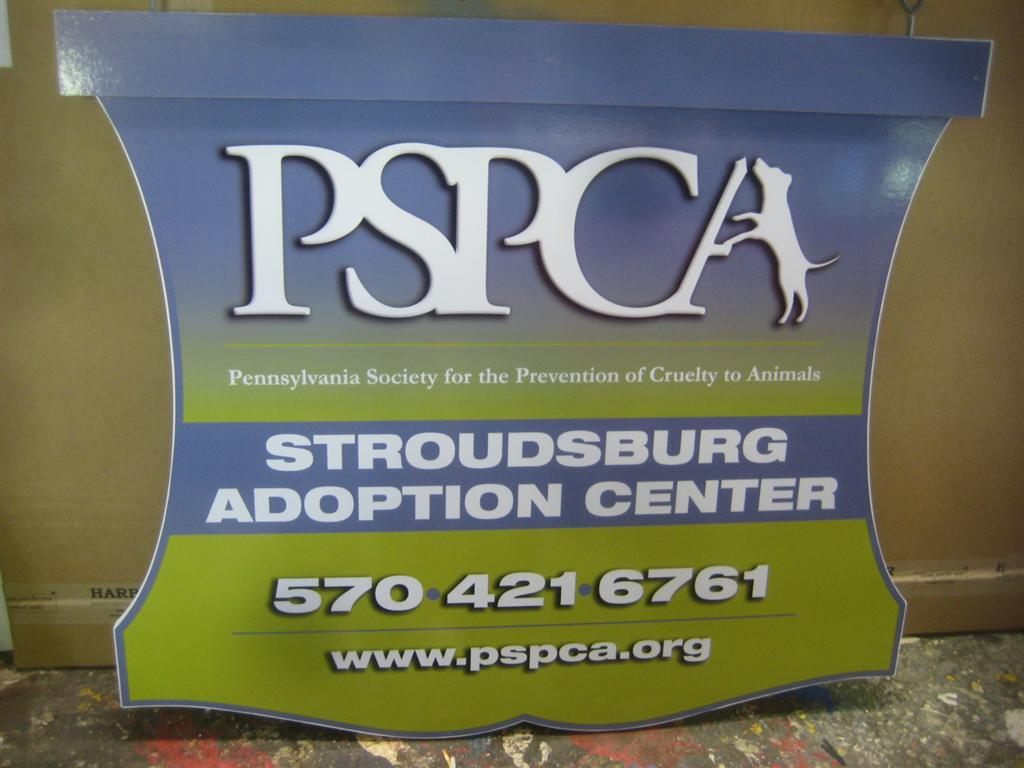 PSPCA
Pennsylvania Society for the Prevention of Cruelty to Animals
STROUDSBURG
ADOPTION CENTER
570•421•6761
www.pspca.org
HARP